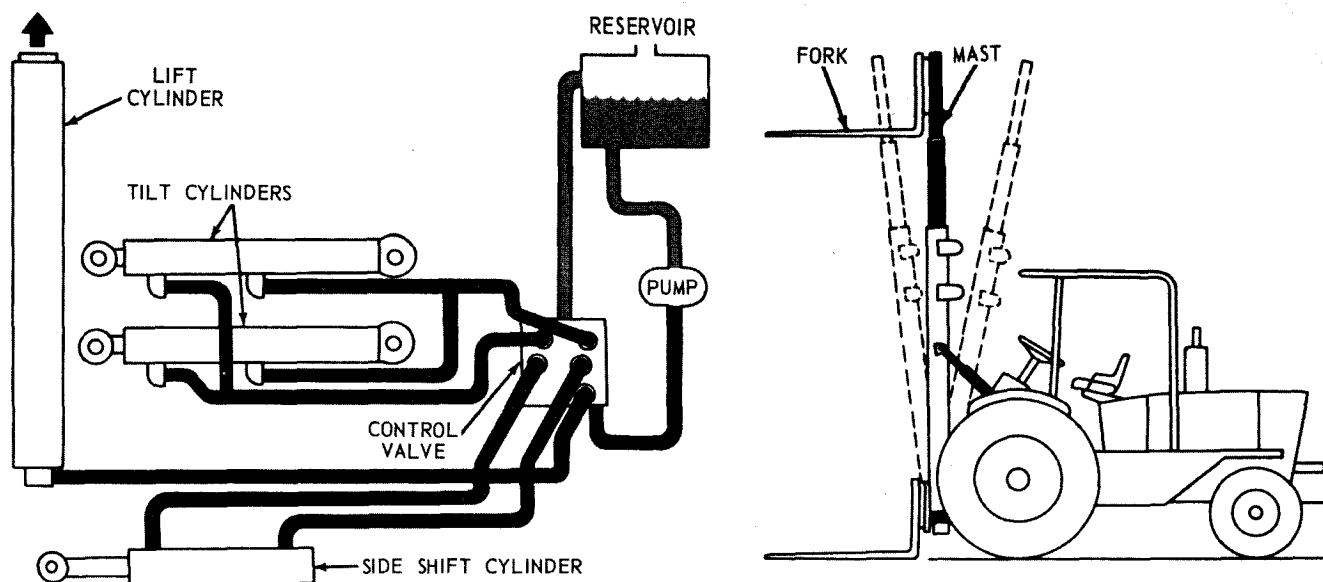 RESERVOIR
LIFT
CYLINDER
TILT CYLINDERS
PUMP
CONTROL
VALVE
SIDE SHIFT CYLINDER
FORK
MAST